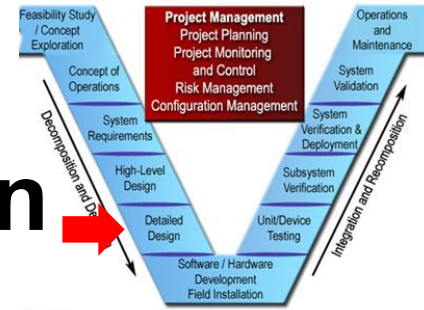 Feasibility Study
/ Concept
Exploration
Concept of
Operations
System
Requirements
High-Level
Design
Detailed
Design
Decomposition and De
n
Project Management
Project Planning
Project Monitoring
and Control
Risk Management
Configuration Management
Software / Hardware
Development
Field Installation
Operations
and
Maintenance
System
Validation
System
Verification &
Deployment
Subsystem
Verification
Unit/Device
Testing
Integration and Recomposition